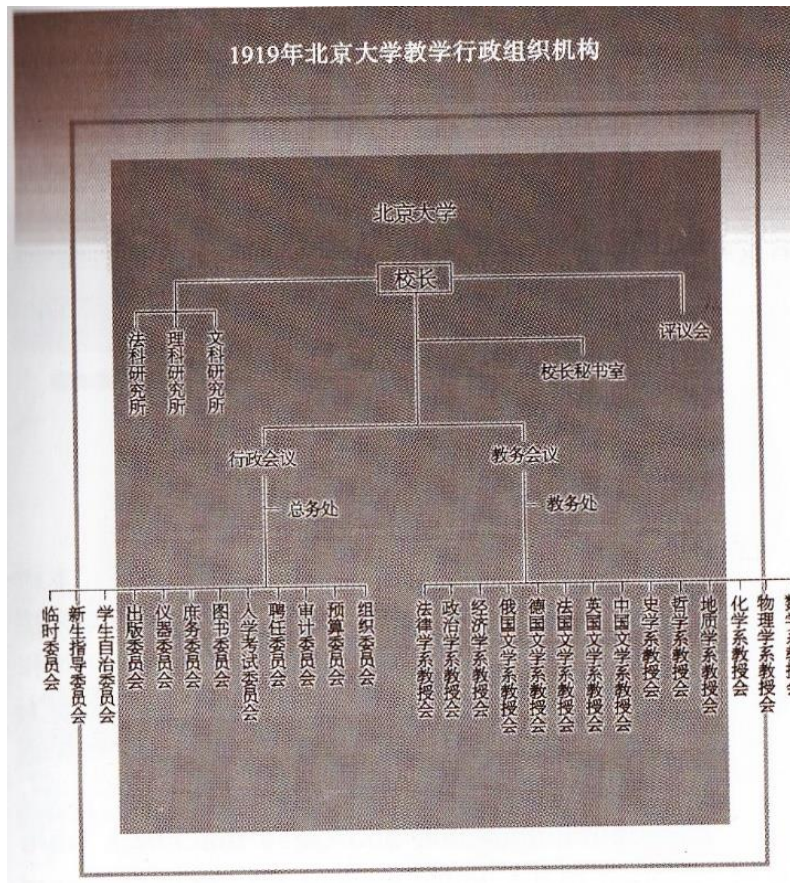 1919年北京大学教学行政组织机构
北京大学
校长
评议会
校长秘书室
法科研究所
理科研究所
文科研究所
行政会议
教务会议
总务处
教务处
临时委员会
新生指导委员会
学生自治委员会
出版委员会
仪器委员会
庶务委员会
图书委员会
入学考试委员会
聘任委员会
审计委员会
预算委员会
组织委员会
法律学系教授会
政治学系教授会
经济学系教授会
俄国文学系教授会
德国文学系教授会
法国文学系教授会
英国文学系教授会
中国文学系教授会
史学系教授会
哲学系教授会
地质学系教授会
化学系教授会
物理学系教授会